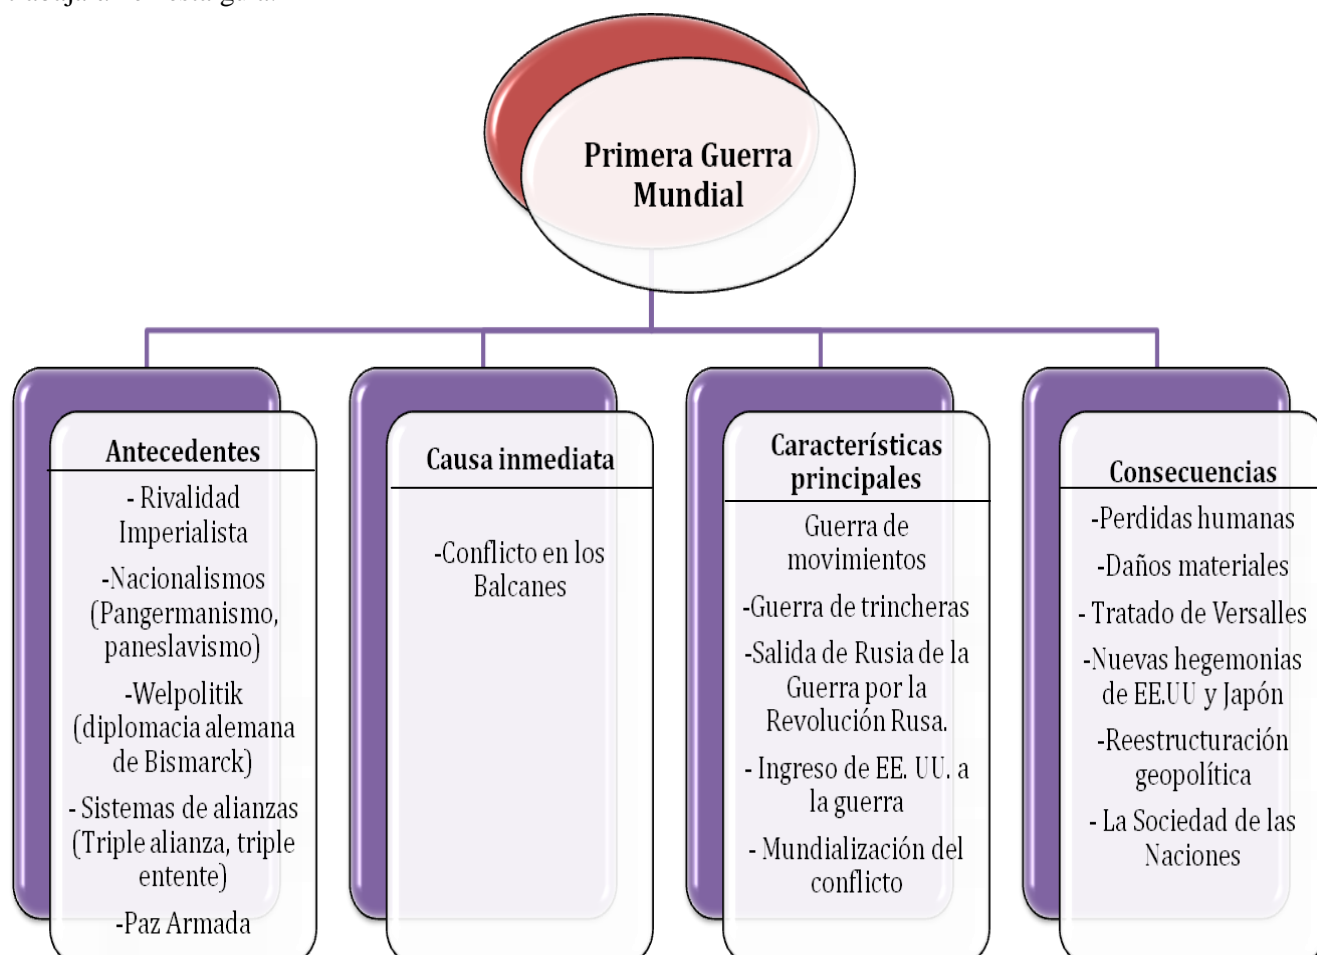 Primera Guerra
Mundial
Antecedentes
- Rivalidad
Imperialista
-Nacionalismos
(Pangermanismo,
paneslavismo)
-Welpolitik
(diplomacia alemana
de Bismarck)
- Sistemas de alianzas
(Triple alianza, triple
entente)
-Paz Armada
Causa inmediata
-Conflicto en los
Balcanes
Característicias
principales
Guerra de
movimientos
-Guerra de trincheras
-Salida de Rusia de la
Guerra por la
Revolución Rusa.
- Ingreso de EE. UU. a
la guerra
- Mundialización del
conflicto
Consecuencias
-Perdidas humanas
-Daños materiales
- Tratado de Versalles
-Nuevas hegemonias
de EE.UU y Japón
-Reestructuración
geopolítica
- La Sociedad de las
Naciones